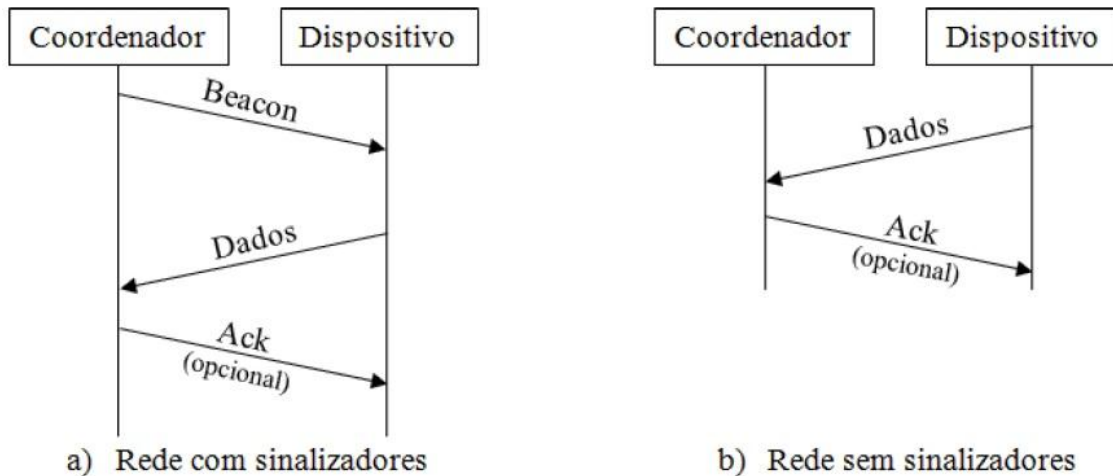 Coordenador
Dispositivo
Beacon
Dados
Ack
(opcional)
a) Rede com sinalizadores
Coordenador
Dispositivo
Dados
Ack
(opcional)
b) Rede sem sinalizadores